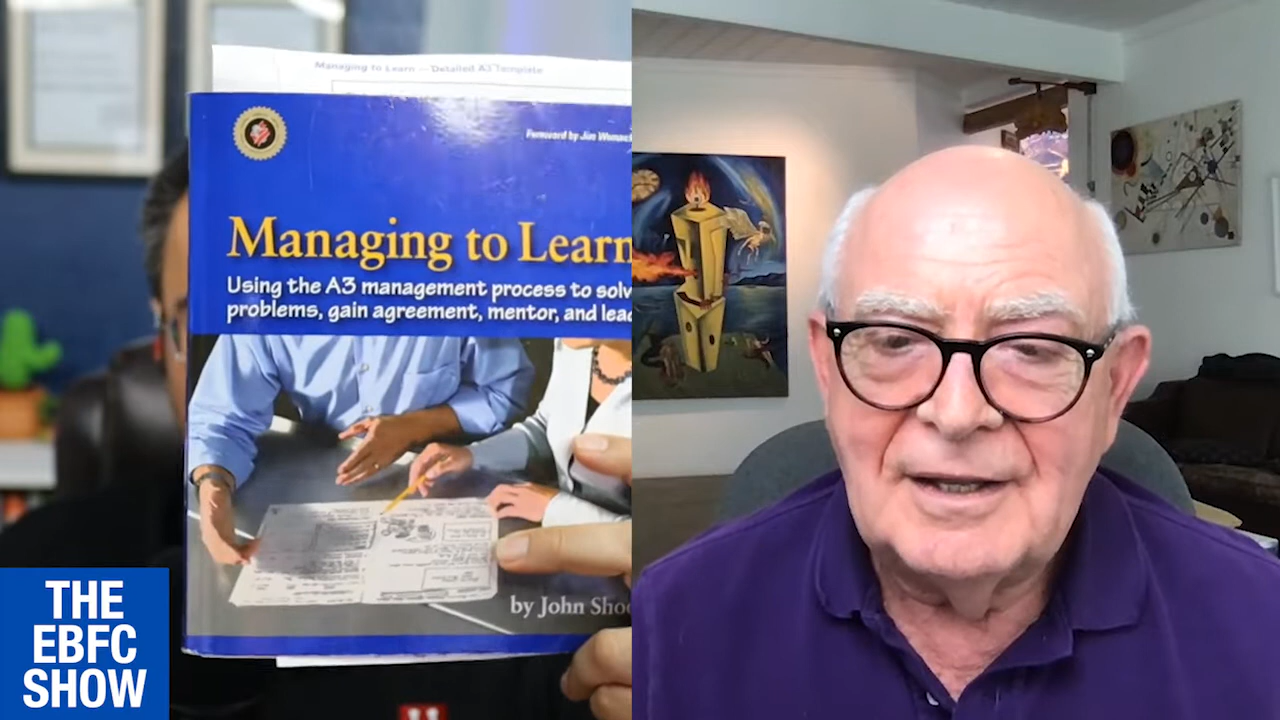 Managing to Learn — Detailed A3 Template
Foreword by Jim Womack
Managing to Learn
Using the A3 management process to solv
problems, gain agreement, mentor, and lead
by John Shoo
THE
EBFC
SHOW